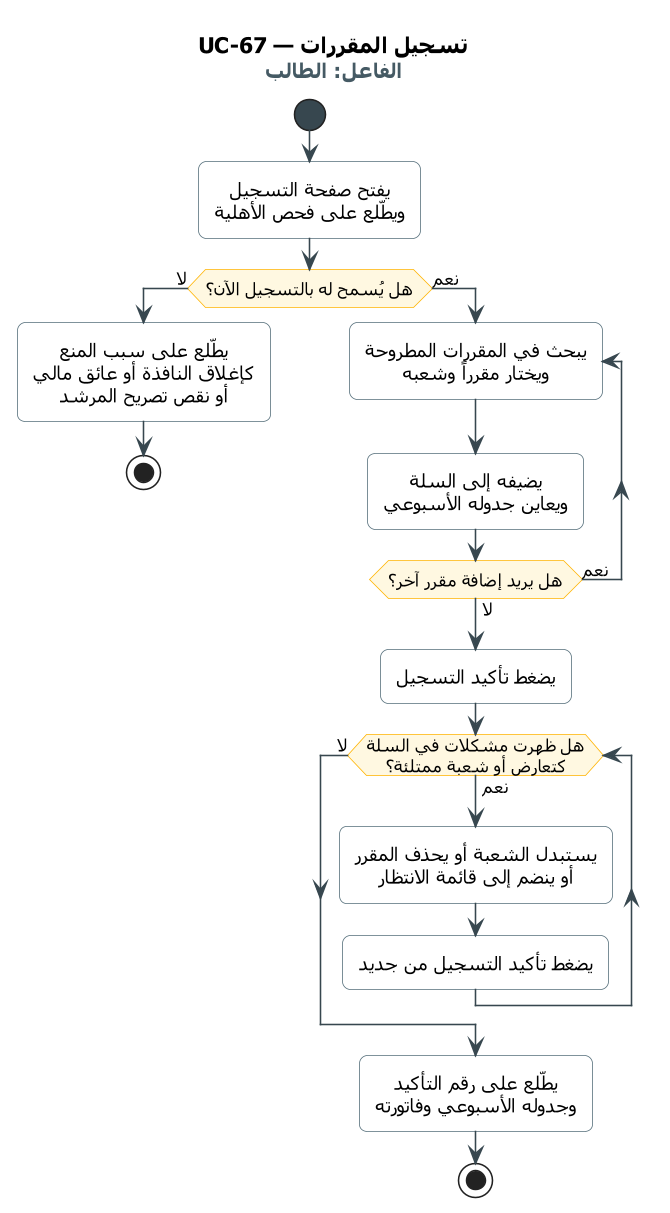 UC-67 — تسجيل المقررات
الفاعل: الطالب
يفتح صفحة التسجيل
ويطّلع على فحص الأهلية
هل يُسمح له بالتسجيل الآن؟
نعم
لا
يطّلع على سبب المنع
كإغلاق النافذة أو عائق مالي
أو نقص تصريح المرشد
يبحث في المقررات المطروحة
ويختار مقرراً وشعبه
يضيفه إلى السلة
ويعاين جدوله الأسبوعي
هل يريد إضافة مقرر آخر؟
نعم
لا
يضغط تأكيد التسجيل
هل ظهرت مشكلات في السلة
كتعارض أو شعبة ممتلئة؟
لا
نعم
يستبدل الشعبة أو يحذف المقرر
أو ينضم إلى قائمة الانتظار
يضغط تأكيد التسجيل من جديد
يطّلع على رقم التأكيد
وجدوله الأسبوعي وفاتورته